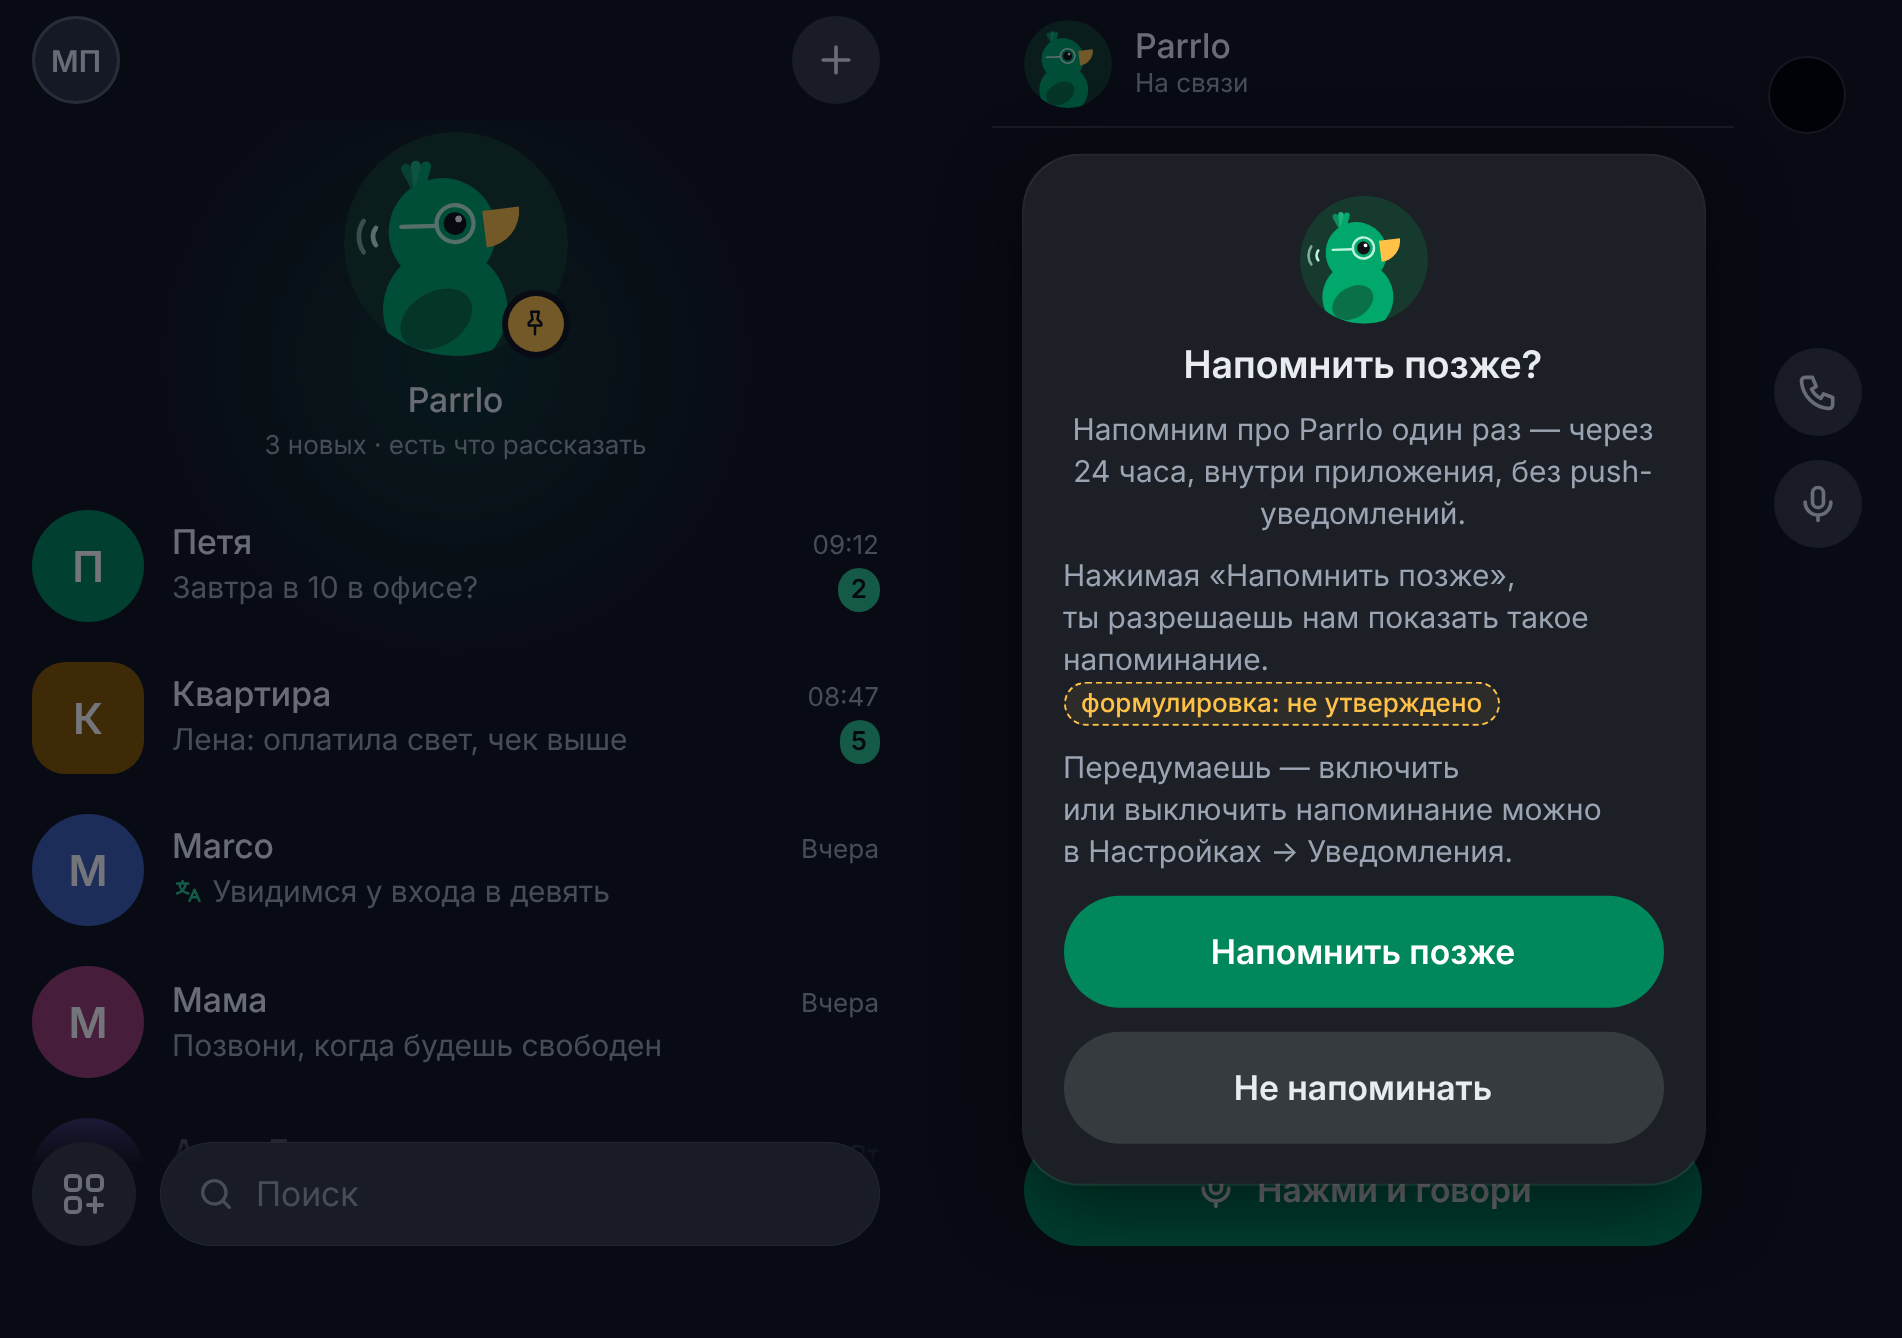 МП
Parrlo
3 новых · есть что рассказать
Петя
09:12
Завтра в 10 в офисе?
2
П
Квартира
08:47
Лена: оплатила свет, чек выше
5
К
Marco
Вчера
Увидимся у входа в девять
M
Мама
Вчера
Позвони, когда будешь свободен
М
Поиск
Parrlo
На связи
Напомнить позже?
Напомним про Parrlo один раз — через
24 часа, внутри приложения, без push-
уведомлений.
Нажимая «Напомнить позже»,
ты разрешаешь нам показать такое
напоминание.
формулировка: не утверждено
Передумаешь — включить
или выключить напоминание можно
в Настройках → Уведомления.
Напомнить позже
Не напоминать
Нажми и говори